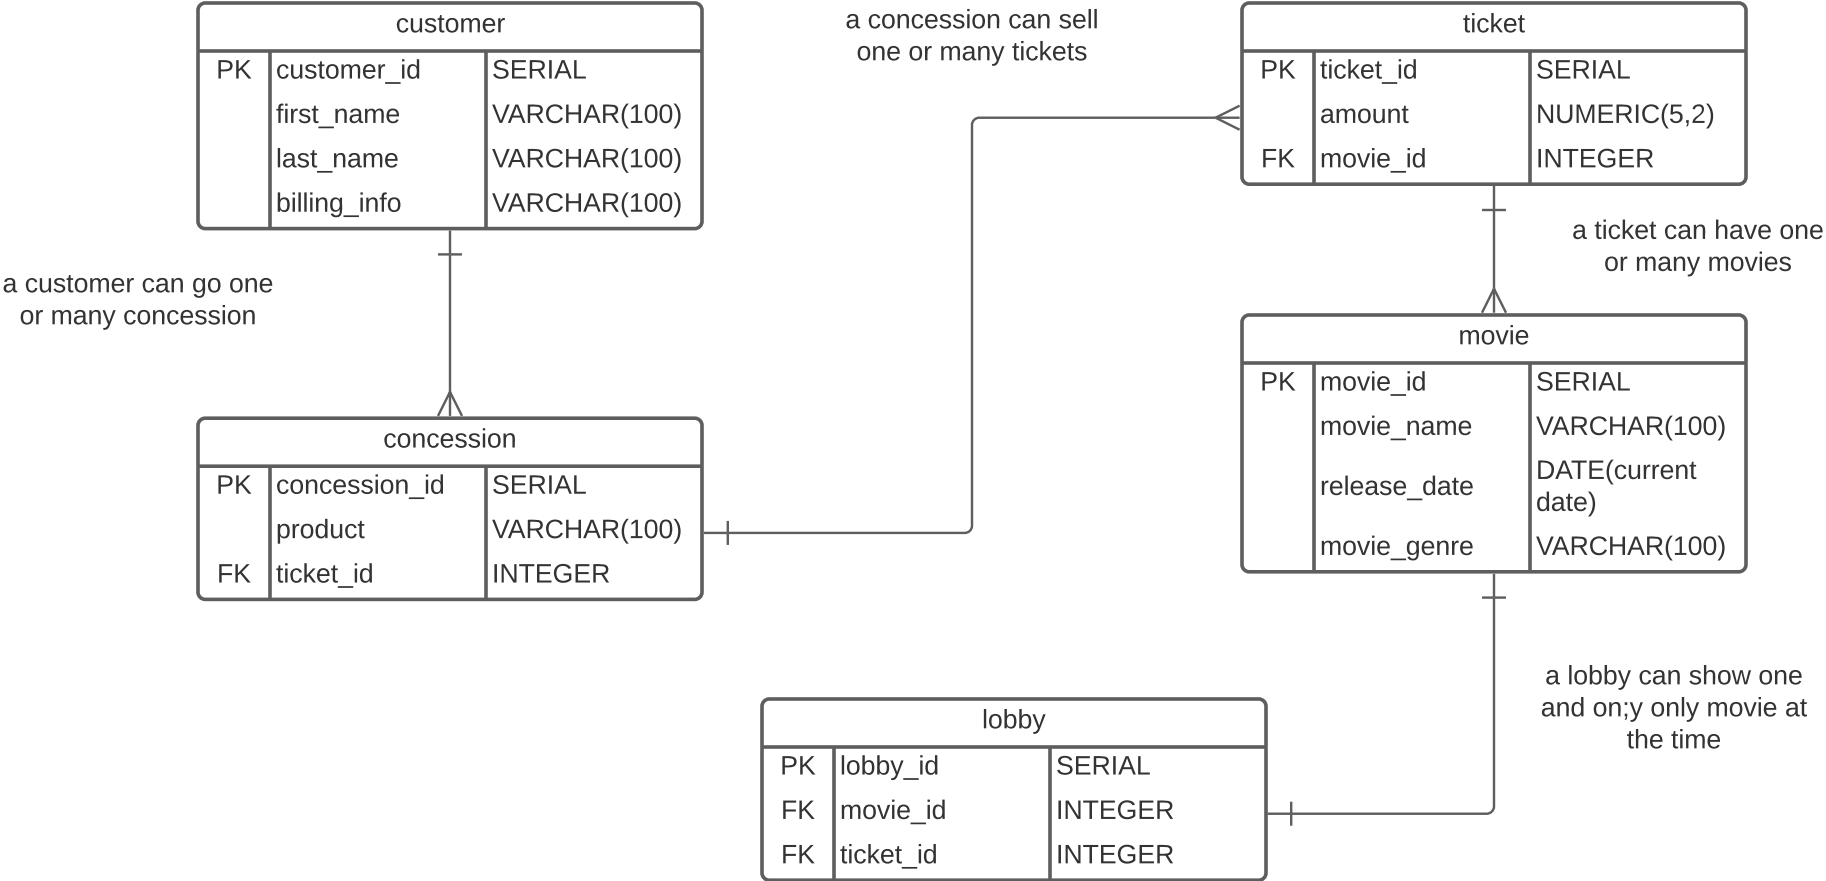 customer
PK customer_id SERIAL
first_name VARCHAR(100)
last_name VARCHAR(100)
billing_info VARCHAR(100)
a customer can go one
or many concession
concession
PK concession_id SERIAL
product VARCHAR(100)
FK ticket_id INTEGER
a concession can sell
one or many tickets
ticket
PK ticket_id SERIAL
amount NUMERIC(5,2)
FK movie_id INTEGER
a ticket can have one
or many movies
movie
PK movie_id SERIAL
movie_name VARCHAR(100)
release_date DATE(current
date)
movie_genre VARCHAR(100)
a lobby can show one
and on;y only movie at
the time
lobby
PK lobby_id SERIAL
FK movie_id INTEGER
FK ticket_id INTEGER